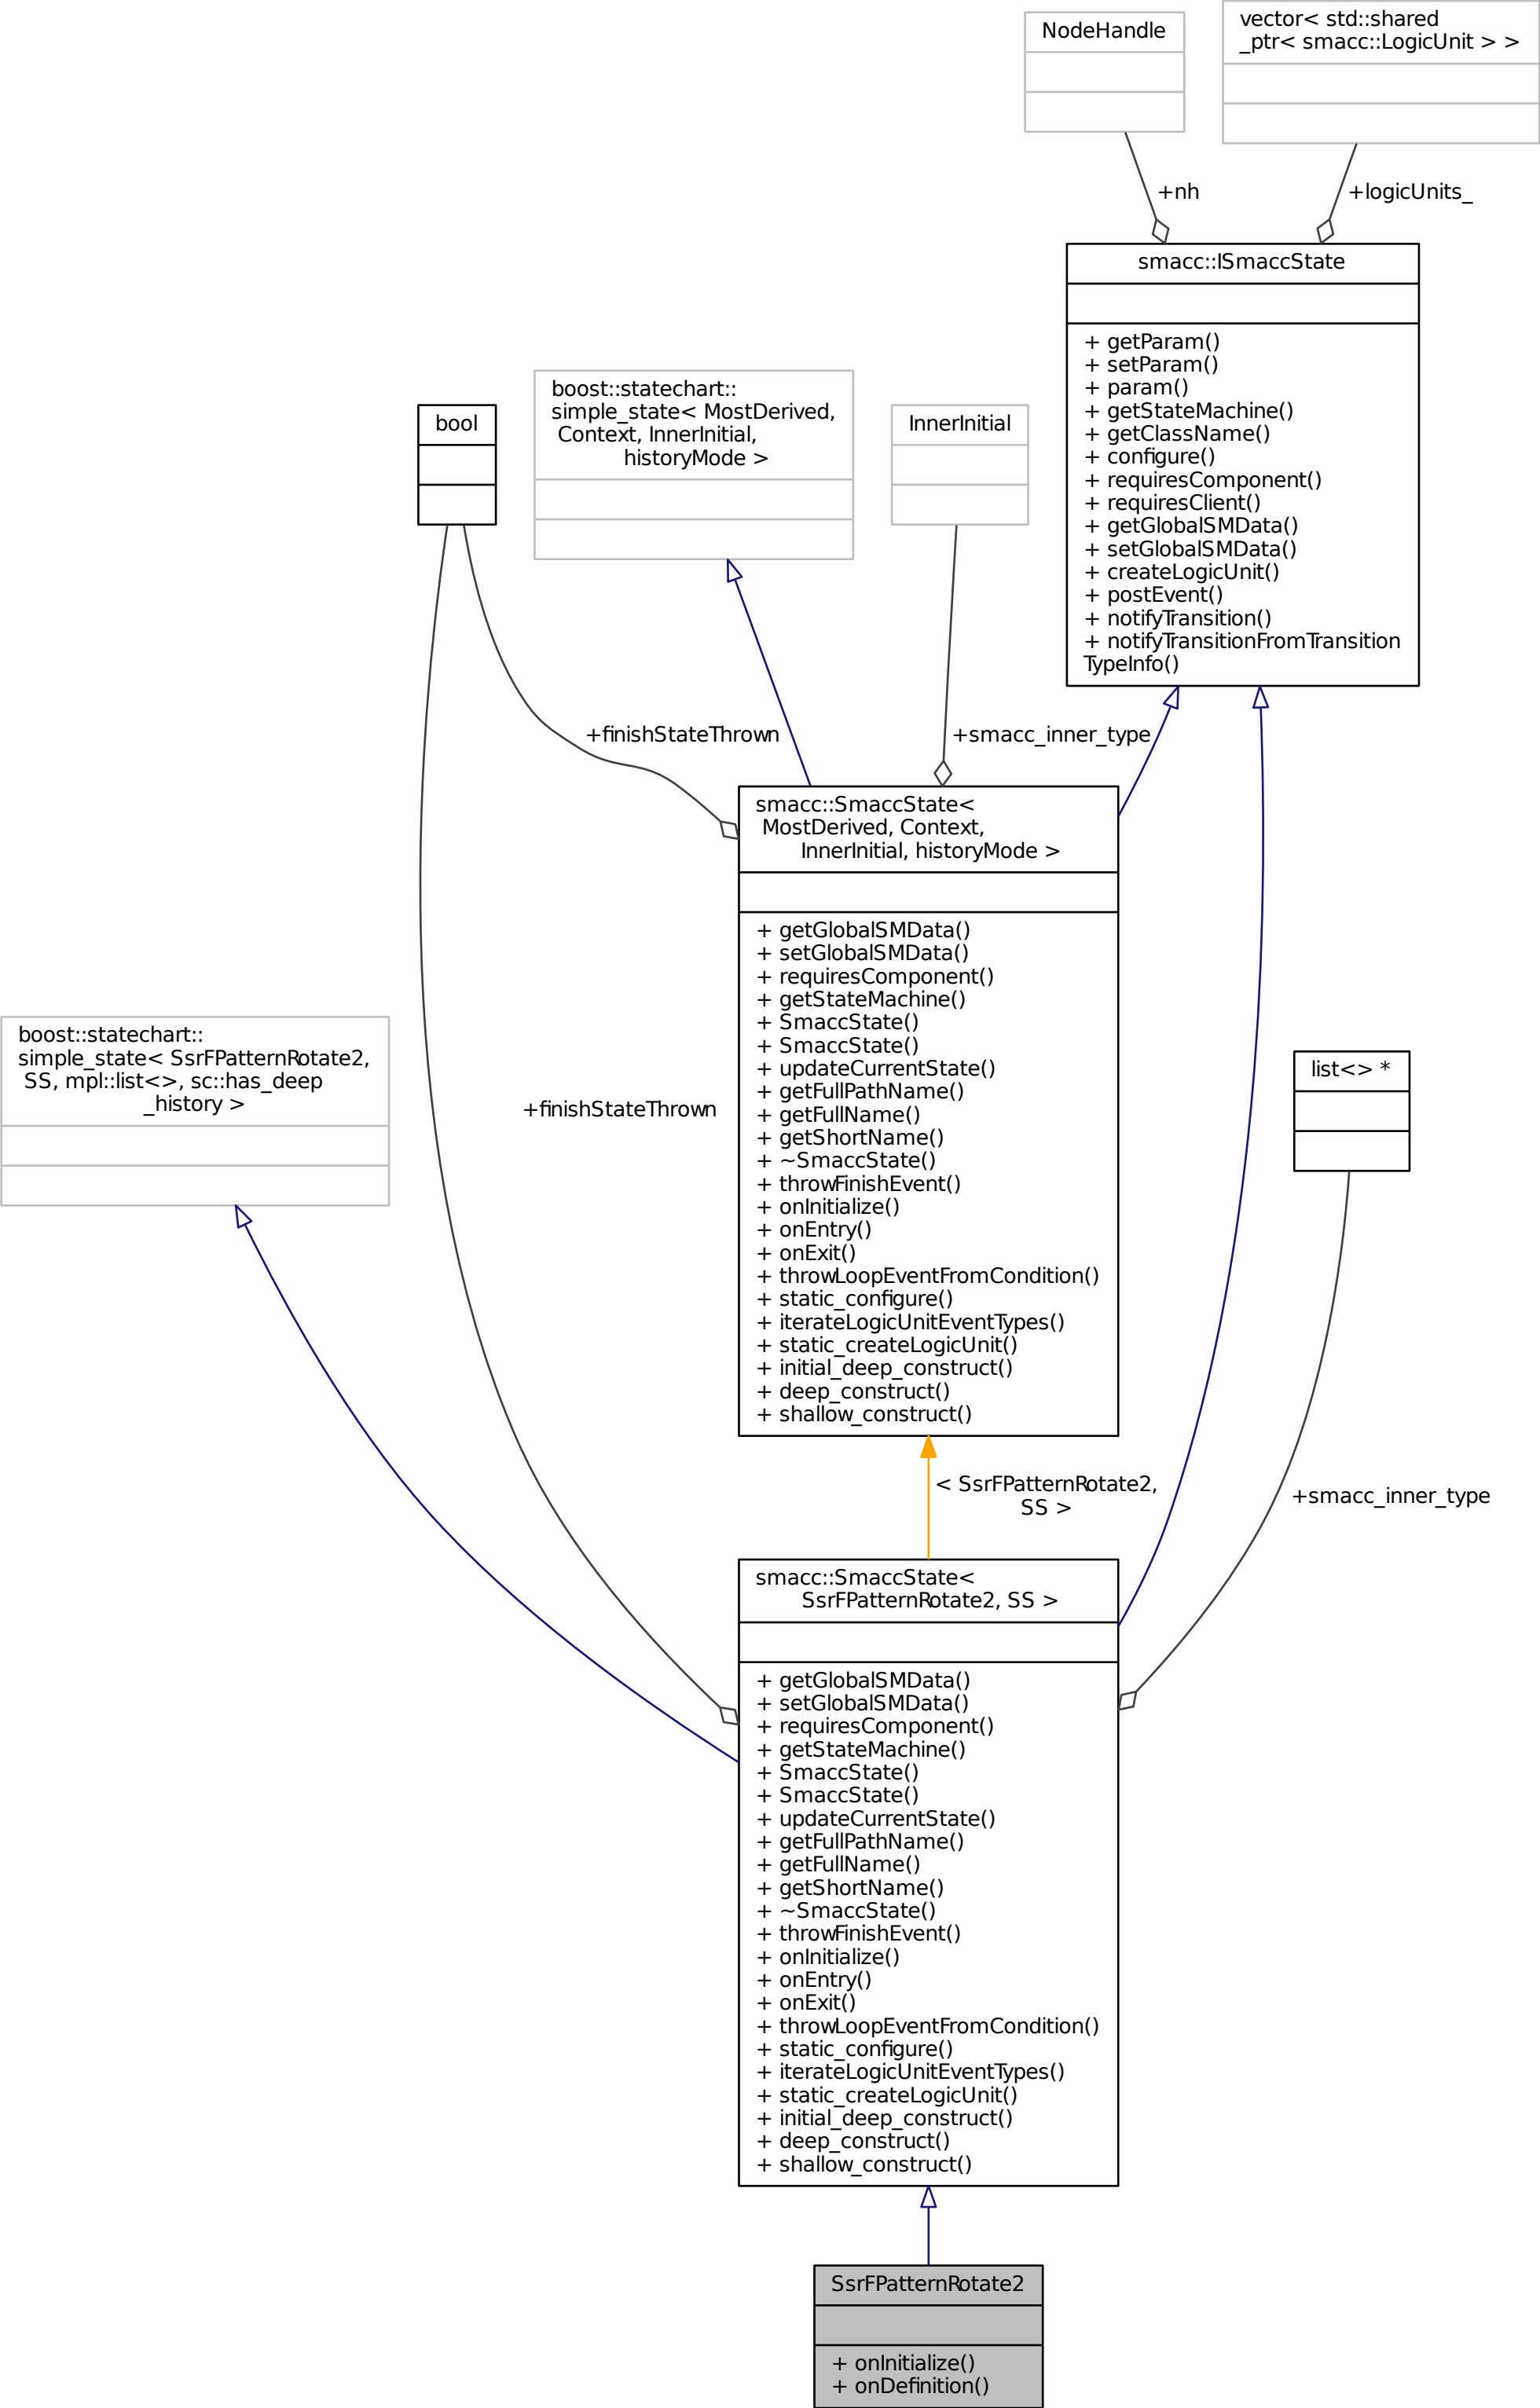 NodeHandle
vector< std::shared
_ptr< smacc::LogicUnit > >
+nh
+logicUnits_
smacc::ISmaccState
+ getParam()
+ setParam()
+ param()
+ getStateMachine()
+ getClassName()
+ configure()
+ requiresComponent()
+ requiresClient()
+ getGlobalSMData()
+ setGlobalSMData()
+ createLogicUnit()
+ postEvent()
+ notifyTransition()
+ notifyTransitionFromTransition
TypeInfo()
bool
boost::statechart::
simple_state< MostDerived,
Context, InnerInitial,
historyMode >
InnerInitial
+finishStateThrown
+smacc_inner_type
smacc::SmaccState<
MostDerived, Context,
InnerInitial, historyMode >
+ getGlobalSMData()
+ setGlobalSMData()
+ requiresComponent()
+ getStateMachine()
+ SmaccState()
+ SmaccState()
+ updateCurrentState()
+ getFullPathName()
+ getFullName()
+ getShortName()
+ ~SmaccState()
+ throwFinishEvent()
+ onInitialize()
+ onEntry()
+ onExit()
+ throwLoopEventFromCondition()
+ static_configure()
+ iterateLogicUnitEventTypes()
+ static_createLogicUnit()
+ initial_deep_construct()
+ deep_construct()
+ shallow_construct()
boost::statechart::
simple_state< SsrFPatternRotate2,
SS, mpl::list<>, sc::has_deep
_history >
+finishStateThrown
list<> *
< SsrFPatternRotate2,
SS >
+smacc_inner_type
smacc::SmaccState<
SsrFPatternRotate2, SS >
+ getGlobalSMData()
+ setGlobalSMData()
+ requiresComponent()
+ getStateMachine()
+ SmaccState()
+ SmaccState()
+ updateCurrentState()
+ getFullPathName()
+ getFullName()
+ getShortName()
+ ~SmaccState()
+ throwFinishEvent()
+ onInitialize()
+ onEntry()
+ onExit()
+ throwLoopEventFromCondition()
+ static_configure()
+ iterateLogicUnitEventTypes()
+ static_createLogicUnit()
+ initial_deep_construct()
+ deep_construct()
+ shallow_construct()
SsrFPatternRotate2
+ onInitialize()
+ onDefinition()